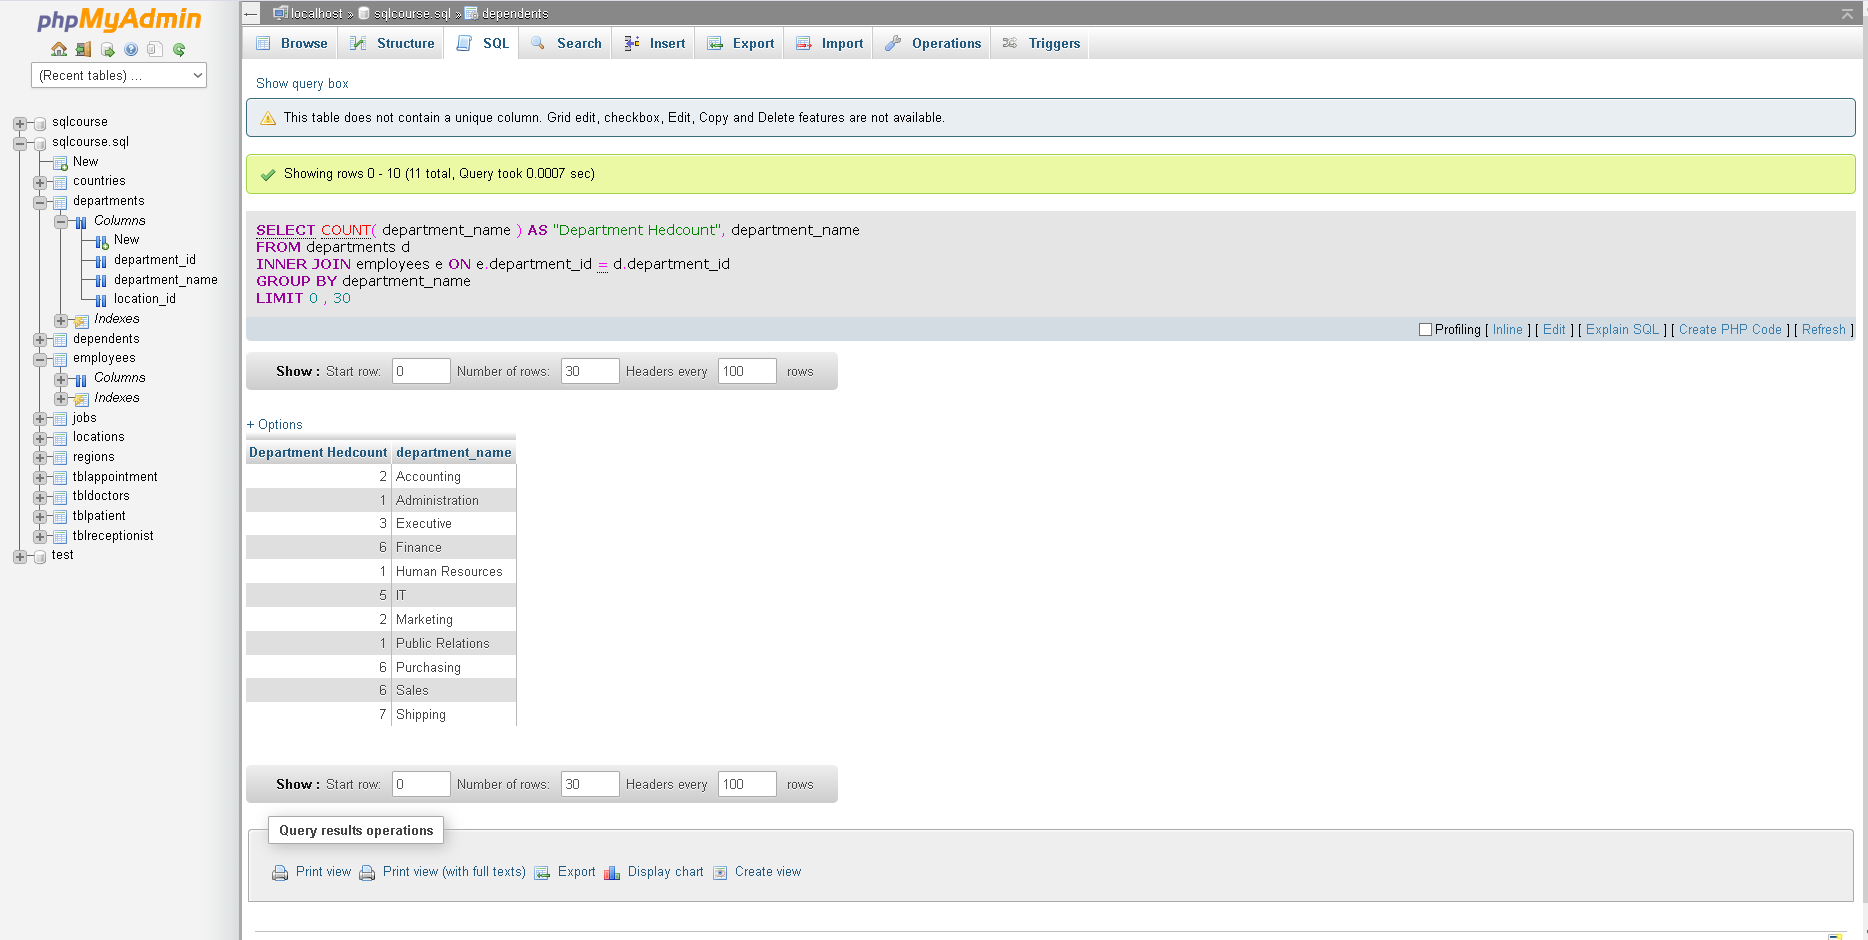 phpMyAdmin
(Recent tables) ...
sqlcourse
sqlcourse.sql
New
countries
departments
Columns
New
department_id
department_name
location_id
Indexes
dependents
employees
Columns
Indexes
jobs
locations
regions
tblappointment
tbldoctors
tblpatient
tblreceptionist
test
localhost » sqlcourse.sql » dependents
Browse Structure SQL Search Insert Export Import Operations Triggers
Show query box
This table does not contain a unique column. Grid edit, checkbox, Edit, Copy and Delete features are not available.
Showing rows 0 - 10 (11 total, Query took 0.0007 sec)
SELECT COUNT( department_name ) AS "Department Hedcount", department_name
FROM departments d
INNER JOIN employees e ON e.department_id = d.department_id
GROUP BY department_name
LIMIT 0 , 30
Profiling [ Inline ] [ Edit ] [ Explain SQL ] [ Create PHP Code ] [ Refresh ]
Show : Start row: 0 Number of rows: 30 Headers every 100 rows
+ Options
Department Hedcount department_name
2 Accounting
1 Administration
3 Executive
6 Finance
1 Human Resources
5 IT
2 Marketing
1 Public Relations
6 Purchasing
6 Sales
7 Shipping
Show : Start row: 0 Number of rows: 30 Headers every 100 rows
Query results operations
Print view Print view (with full texts) Export Display chart Create view